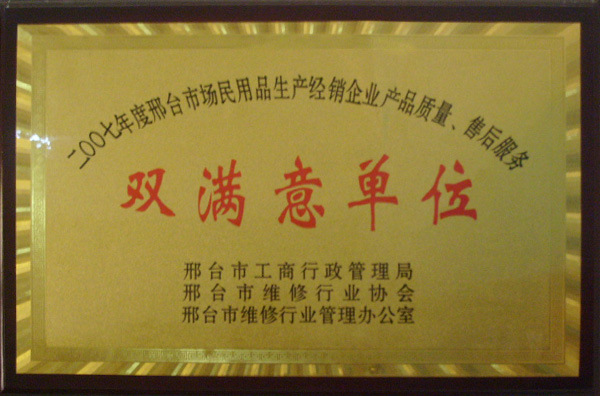 二〇〇七年度邢台市场民用品生产经销企业产品质量、售后服务
双满意单位
邢台市工商行政管理局
邢台市维修行业协会
邢台市维修行业管理办公室